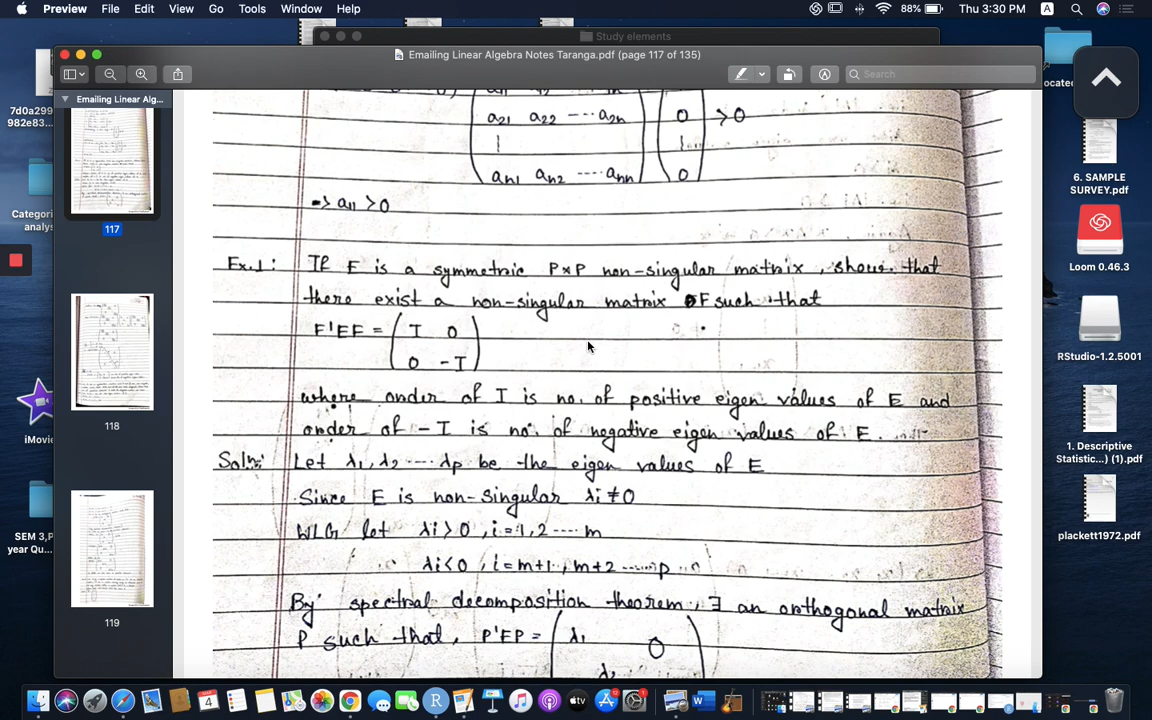 Preview File Edit View Go Tools Window Help
88% Thu 3:30 PM A
Study elements
Emailing Linear Algebra Notes Taranga.pdf (page 117 of 135)
Search
Emailing Linear Alg...
117
118
119
7d0a299
982e83...
Categori
analys
iMovie
SEM 3,P
year Qu...
ocate
6. SAMPLE
SURVEY.pdf
Loom 0.46.3
RStudio-1.2.5001
1. Descriptive
Statistic...) (1).pdf
plackett1972.pdf
a21 a22 ---- a2n 0 >0
an1 an2 ---- ann 0
=> a11 >0
Ex.1: If E is a symmetric P*P non-singular matrix, show that
there exist a non-singular matrix F such that
F'EF = ( I 0
0 -I )
where order of I is no. of positive eigen values of E and
order of -I is no. of negative eigen values of E.
Soln: Let λ1, λ2 ---- λp be the eigen values of E
Since E is non-singular λi ≠ 0
WLG let λi > 0, i = 1, 2 ---- m
λi < 0, i = m+1, m+2 ---- p
By spectral decomposition theorem, ∃ an orthogonal matrix
P such that, P'EP = ( λ1 0